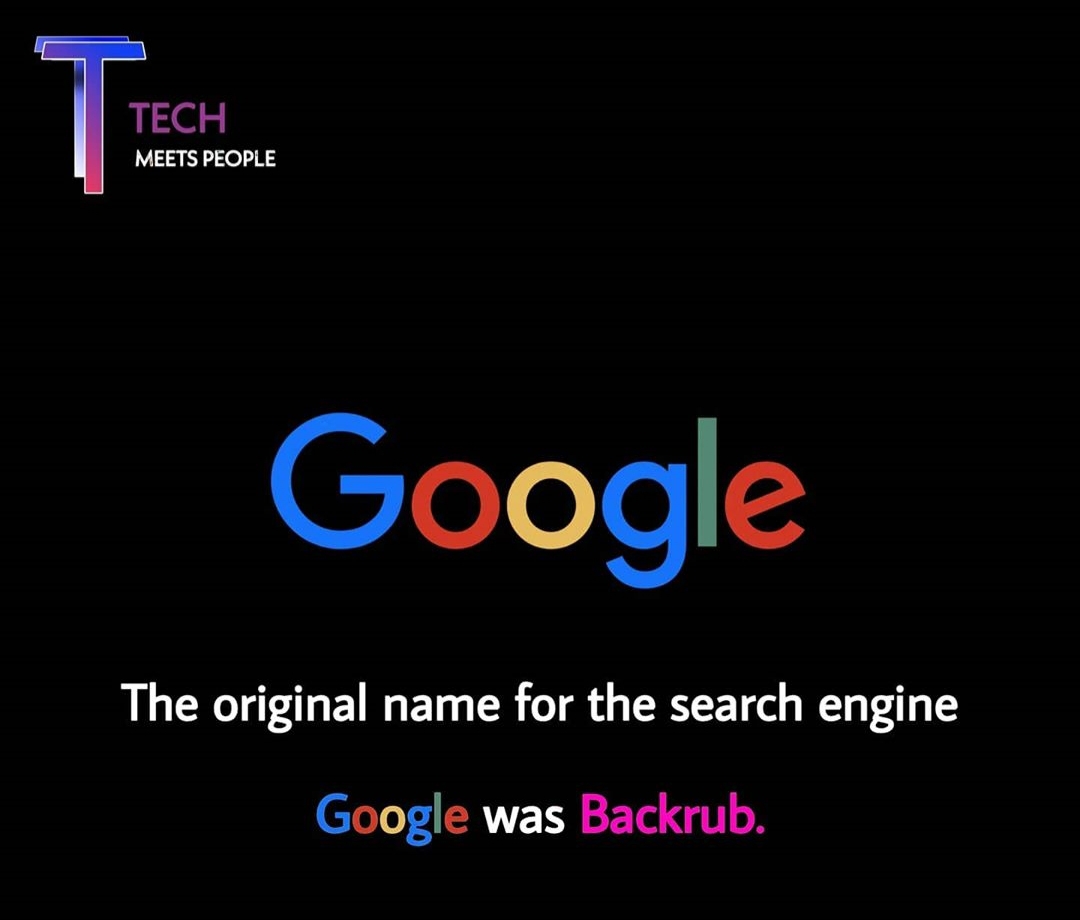 T
TECH
MEETS PEOPLE
Google
The original name for the search engine
Google was Backrub.